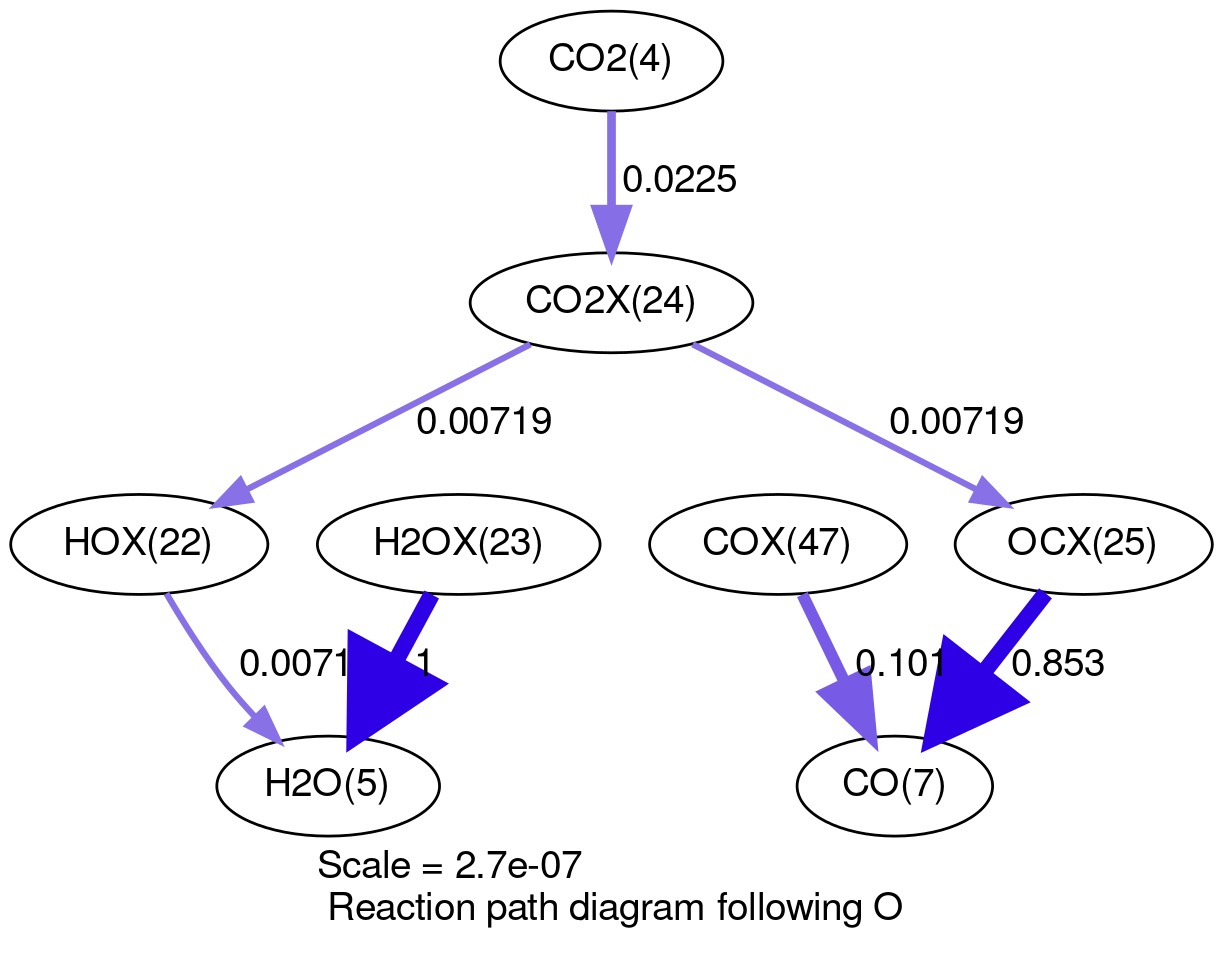 CO2(4)
0.0225
CO2X(24)
0.00719
0.00719
HOX(22)
H2OX(23)
COX(47)
OCX(25)
0.0071
1
0.101
0.853
H2O(5)
CO(7)
Scale = 2.7e-07
Reaction path diagram following O